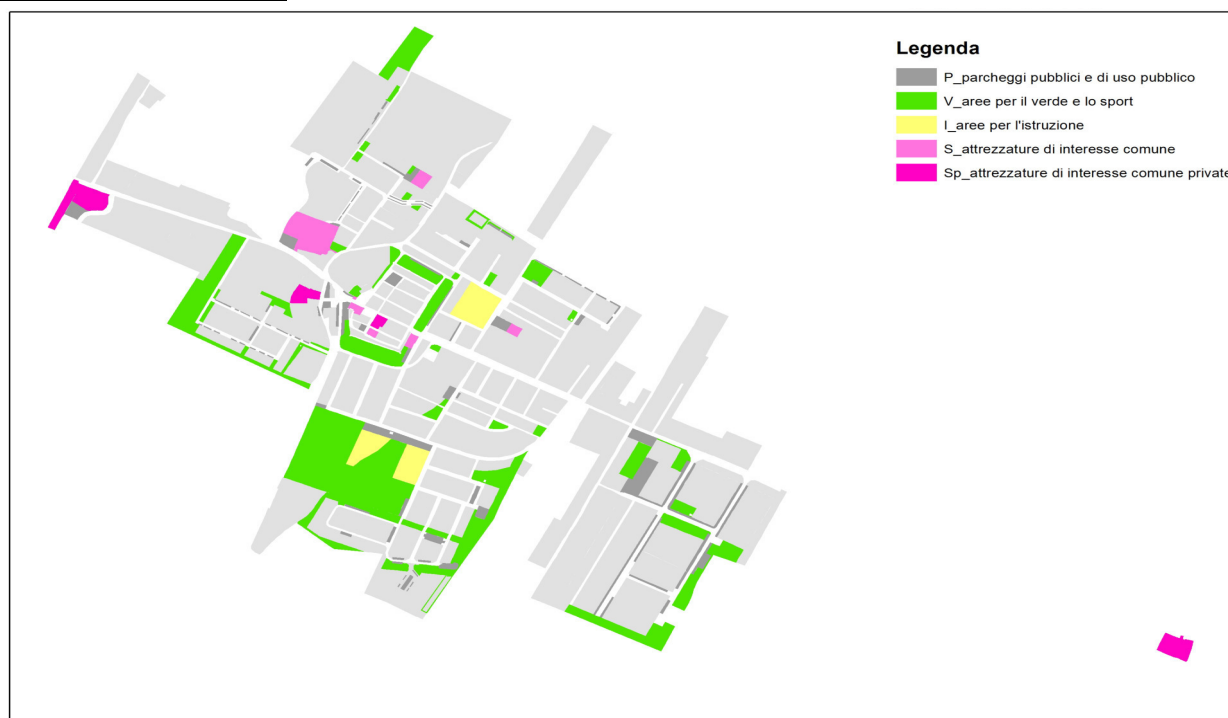 Legenda
P_parcheggi pubblici e di uso pubblico
V_aree per il verde e lo sport
I_aree per l'istruzione
S_attrezzature di interesse comune
Sp_attrezzature di interesse comune private